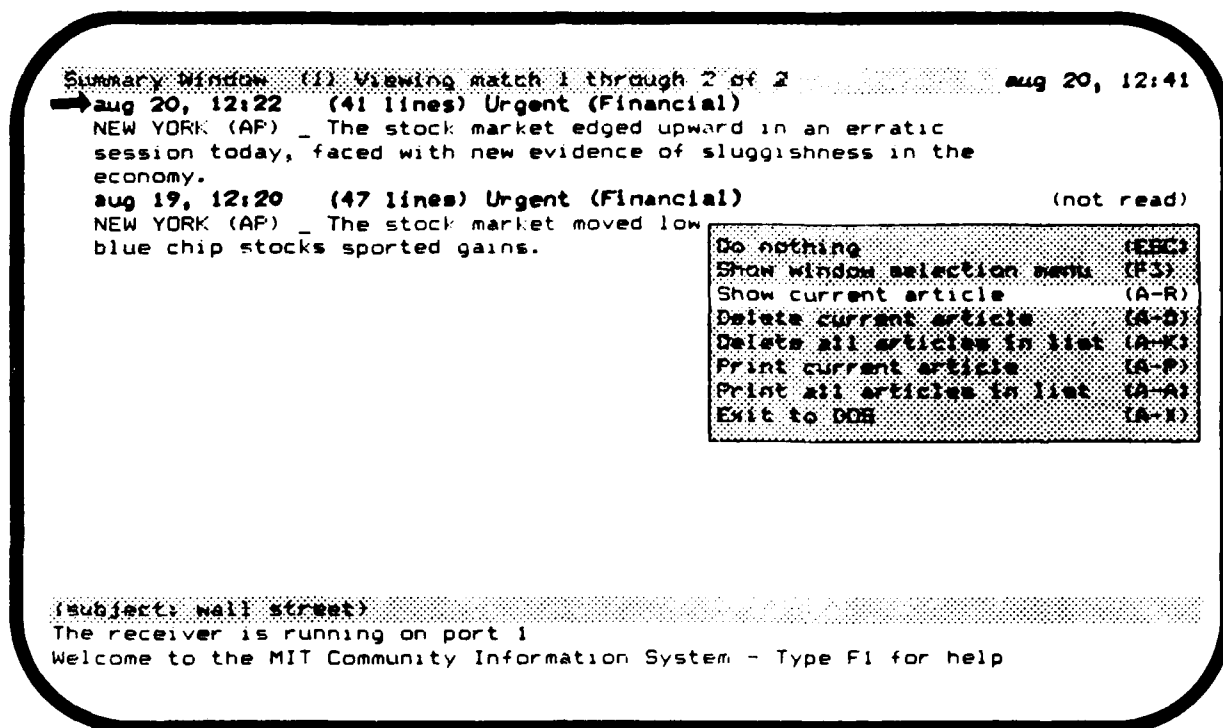 Summary Window (1) Viewing match 1 through 2 of 2 aug 20, 12:41
aug 20, 12:22 (41 lines) Urgent (Financial)
NEW YORK (AP) _ The stock market edged upward in an erratic
session today, faced with new evidence of sluggishness in the
economy.
aug 19, 12:20 (47 lines) Urgent (Financial) (not read)
NEW YORK (AP) _ The stock market moved low
blue chip stocks sported gains.
Do nothing (ESC)
Show window selection menu (F3)
Show current article (A-R)
Delete current article (A-D)
Delete all articles in list (A-K)
Print current article (A-P)
Print all articles in list (A-A)
Exit to DOS (A-X)
(subject: wall street)
The receiver is running on port 1
Welcome to the MIT Community Information System - Type F1 for help